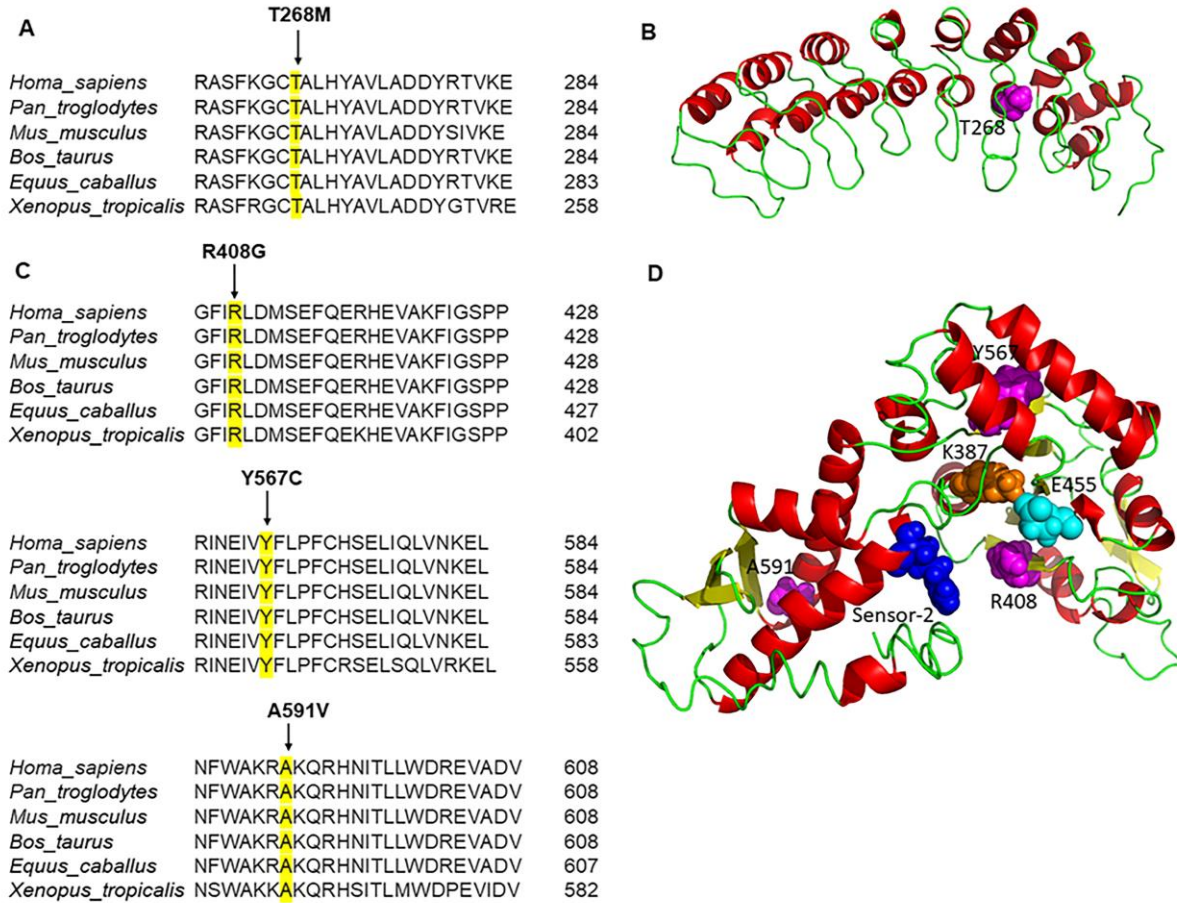 A
T268M
Homa_sapiens RASFKGCTALHYAVLADDYRTVKE 284
Pan_troglodytes RASFKGCTALHYAVLADDYRTVKE 284
Mus_musculus RASFKGCTALHYAVLADDYSIVKE 284
Bos_taurus RASFKGCTALHYAVLADDYRTVKE 284
Equus_caballus RASFKGCTALHYAVLADDYRTVKE 283
Xenopus_tropicalis RASFRGCTALHYAVLADDYGTVRE 258
B
T268
C
R408G
Homa_sapiens GFIRLDMSEFQERHEVAKFIGSPP 428
Pan_troglodytes GFIRLDMSEFQERHEVAKFIGSPP 428
Mus_musculus GFIRLDMSEFQERHEVAKFIGSPP 428
Bos_taurus GFIRLDMSEFQERHEVAKFIGSPP 428
Equus_caballus GFIRLDMSEFQERHEVAKFIGSPP 427
Xenopus_tropicalis GFIRLDMSEFQEKHEVAKFIGSPP 402
Y567C
Homa_sapiens RINEIVYFLPFCHSELIQLVNKEL 584
Pan_troglodytes RINEIVYFLPFCHSELIQLVNKEL 584
Mus_musculus RINEIVYFLPFCHSELIQLVNKEL 584
Bos_taurus RINEIVYFLPFCHSELIQLVNKEL 584
Equus_caballus RINEIVYFLPFCHSELIQLVNKEL 583
Xenopus_tropicalis RINEIVYFLPFCRSELSQLVRKEL 558
A591V
Homa_sapiens NFWAKRAKQRHNITLLWDREVADV 608
Pan_troglodytes NFWAKRAKQRHNITLLWDREVADV 608
Mus_musculus NFWAKRAKQRHNITLLWDREVADV 608
Bos_taurus NFWAKRAKQRHNITLLWDREVADV 608
Equus_caballus NFWAKRAKQRHNITLLWDREVADV 607
Xenopus_tropicalis NSWAKKAKQRHSITLMWDPEVIDV 582
D
Y567
K387
E455
A591
R408
Sensor-2